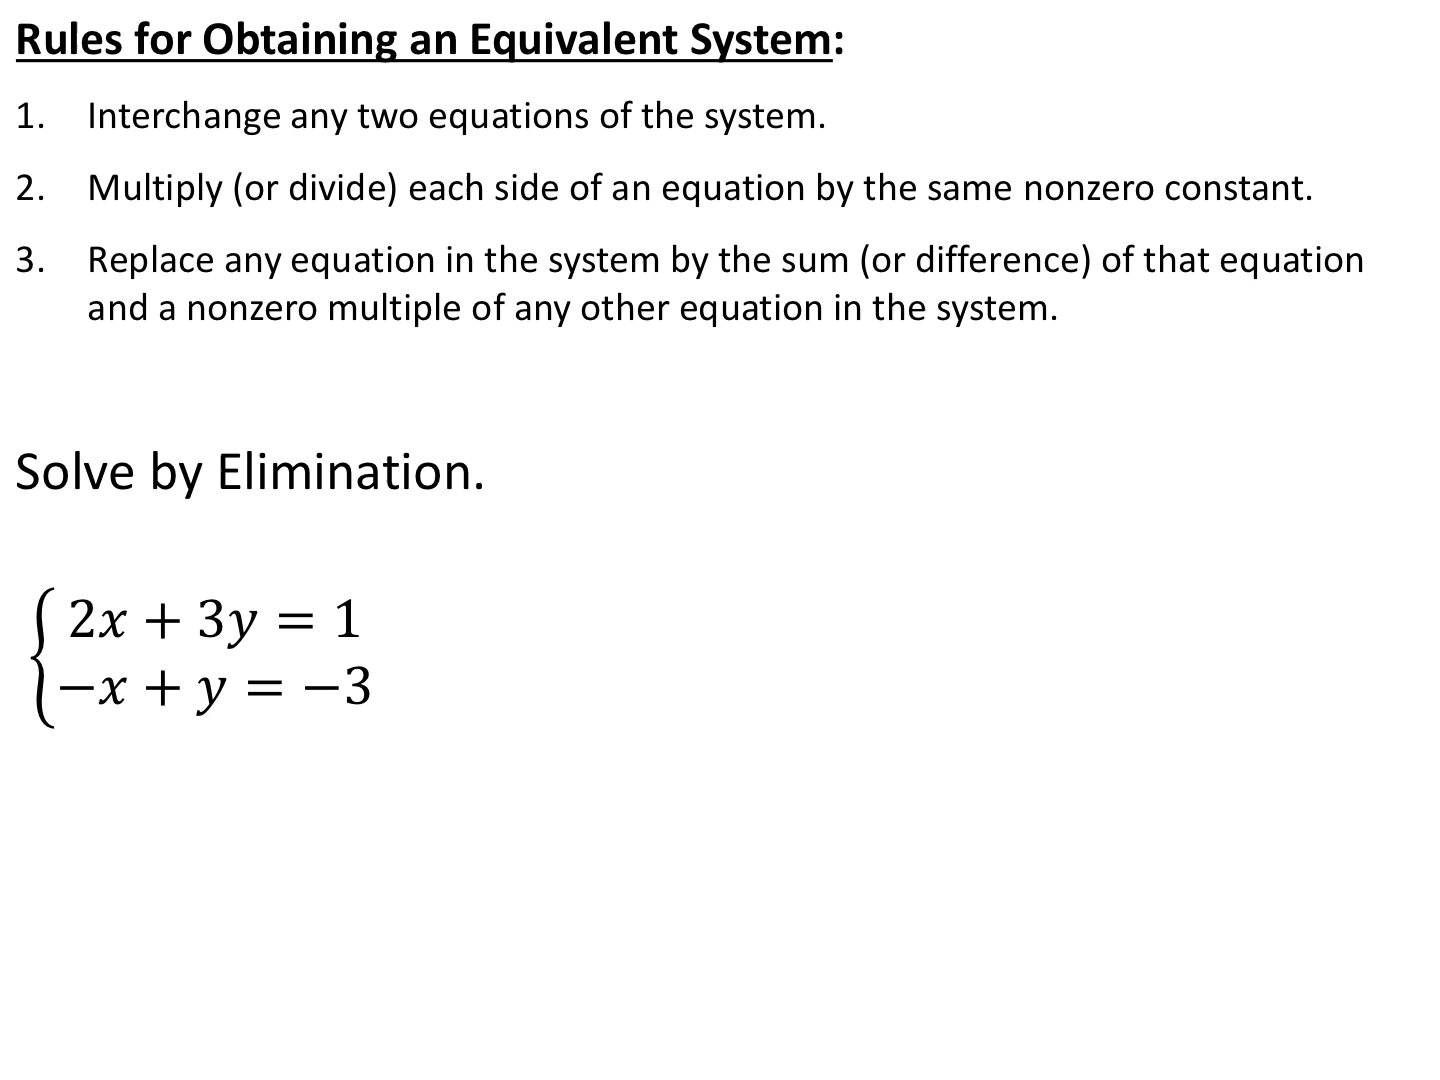 Rules for Obtaining an Equivalent System:
1. Interchange any two equations of the system.
2. Multiply (or divide) each side of an equation by the same nonzero constant.
3. Replace any equation in the system by the sum (or difference) of that equation
and a nonzero multiple of any other equation in the system.
Solve by Elimination.
2x + 3y = 1
−x + y = −3